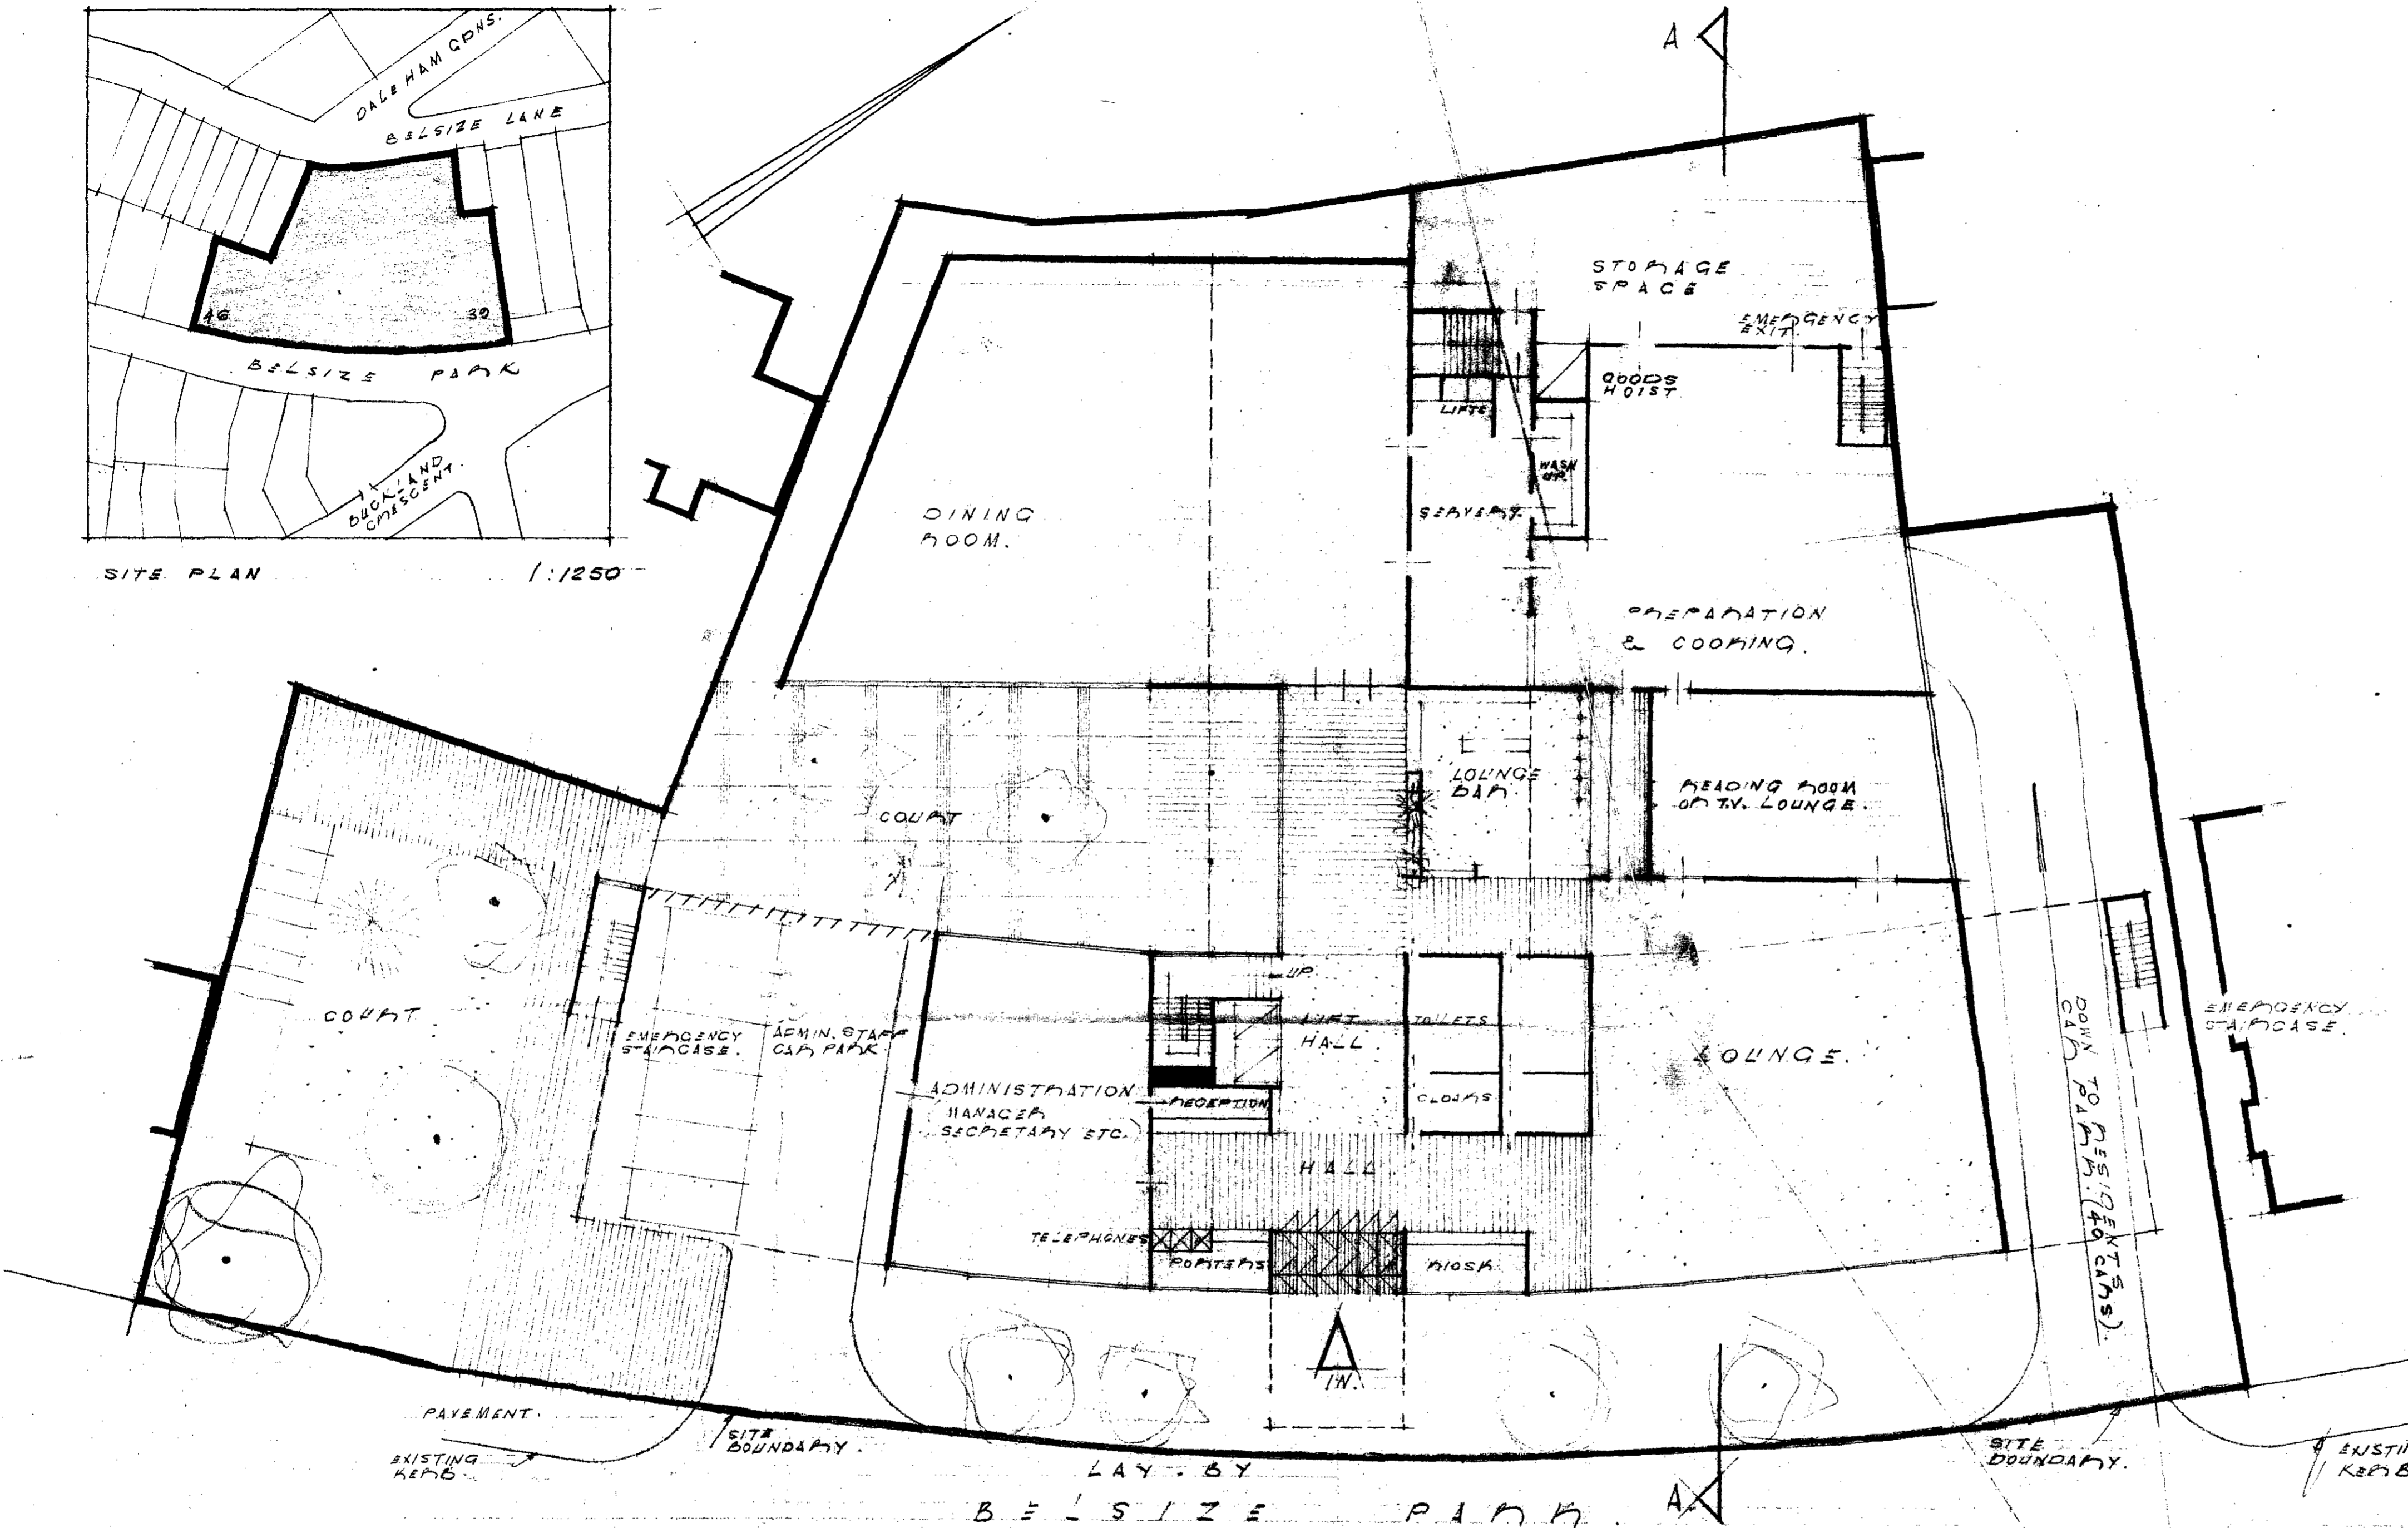 DALEHAM GDNS.
BELSIZE LANE
46
39
BELSIZE PARK
BUCKLAND
CRESCENT.
SITE PLAN 1:1250
A
STORAGE
SPACE
EMERGENCY
EXIT.
GOODS
HOIST
LIFTS
WASH
UP.
SERVERY.
DINING
ROOM.
PREPARATION
& COOKING.
LOUNGE
BAR.
READING ROOM
OR T.V. LOUNGE.
COURT
COURT
UP
LIFT
HALL
TOILETS
CLOAKS
LOUNGE.
EMERGENCY
STAIRCASE.
ADMIN. STAFF
CAR PARK.
ADMINISTRATION
(MANAGER
SECRETARY ETC.)
RECEPTION
HALL
TELEPHONES
PORTERS
KIOSK
IN.
DOWN TO RESIDENTS
CAR PARK. (40 CARS).
EMERGENCY
STAIRCASE.
PAVEMENT.
EXISTING
KERB.
SITE
BOUNDARY.
LAY-BY
BELSIZE PARK.
A
SITE
BOUNDARY.
KERB